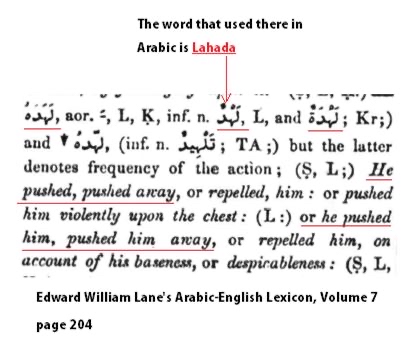 The word that used there in
Arabic is Lahada
لَهَدَهُ, aor. ـَ, L, Ḳ, inf. n. لَهْدٌ, L, and لَهْدَةٌ; Kr;)
and ↓ لهّدهُ, (inf. n. تَلْهِيدٌ; TA;) but the latter
denotes frequency of the action; (Ṣ, L;) He
pushed, pushed away, or repelled, him: or pushed
him violently upon the chest: (L:) or he pushed
him, pushed him away, or repelled him, on
account of his baseness, or despicableness: (Ṣ, L,
Edward William Lane's Arabic-English Lexicon, Volume 7
page 204